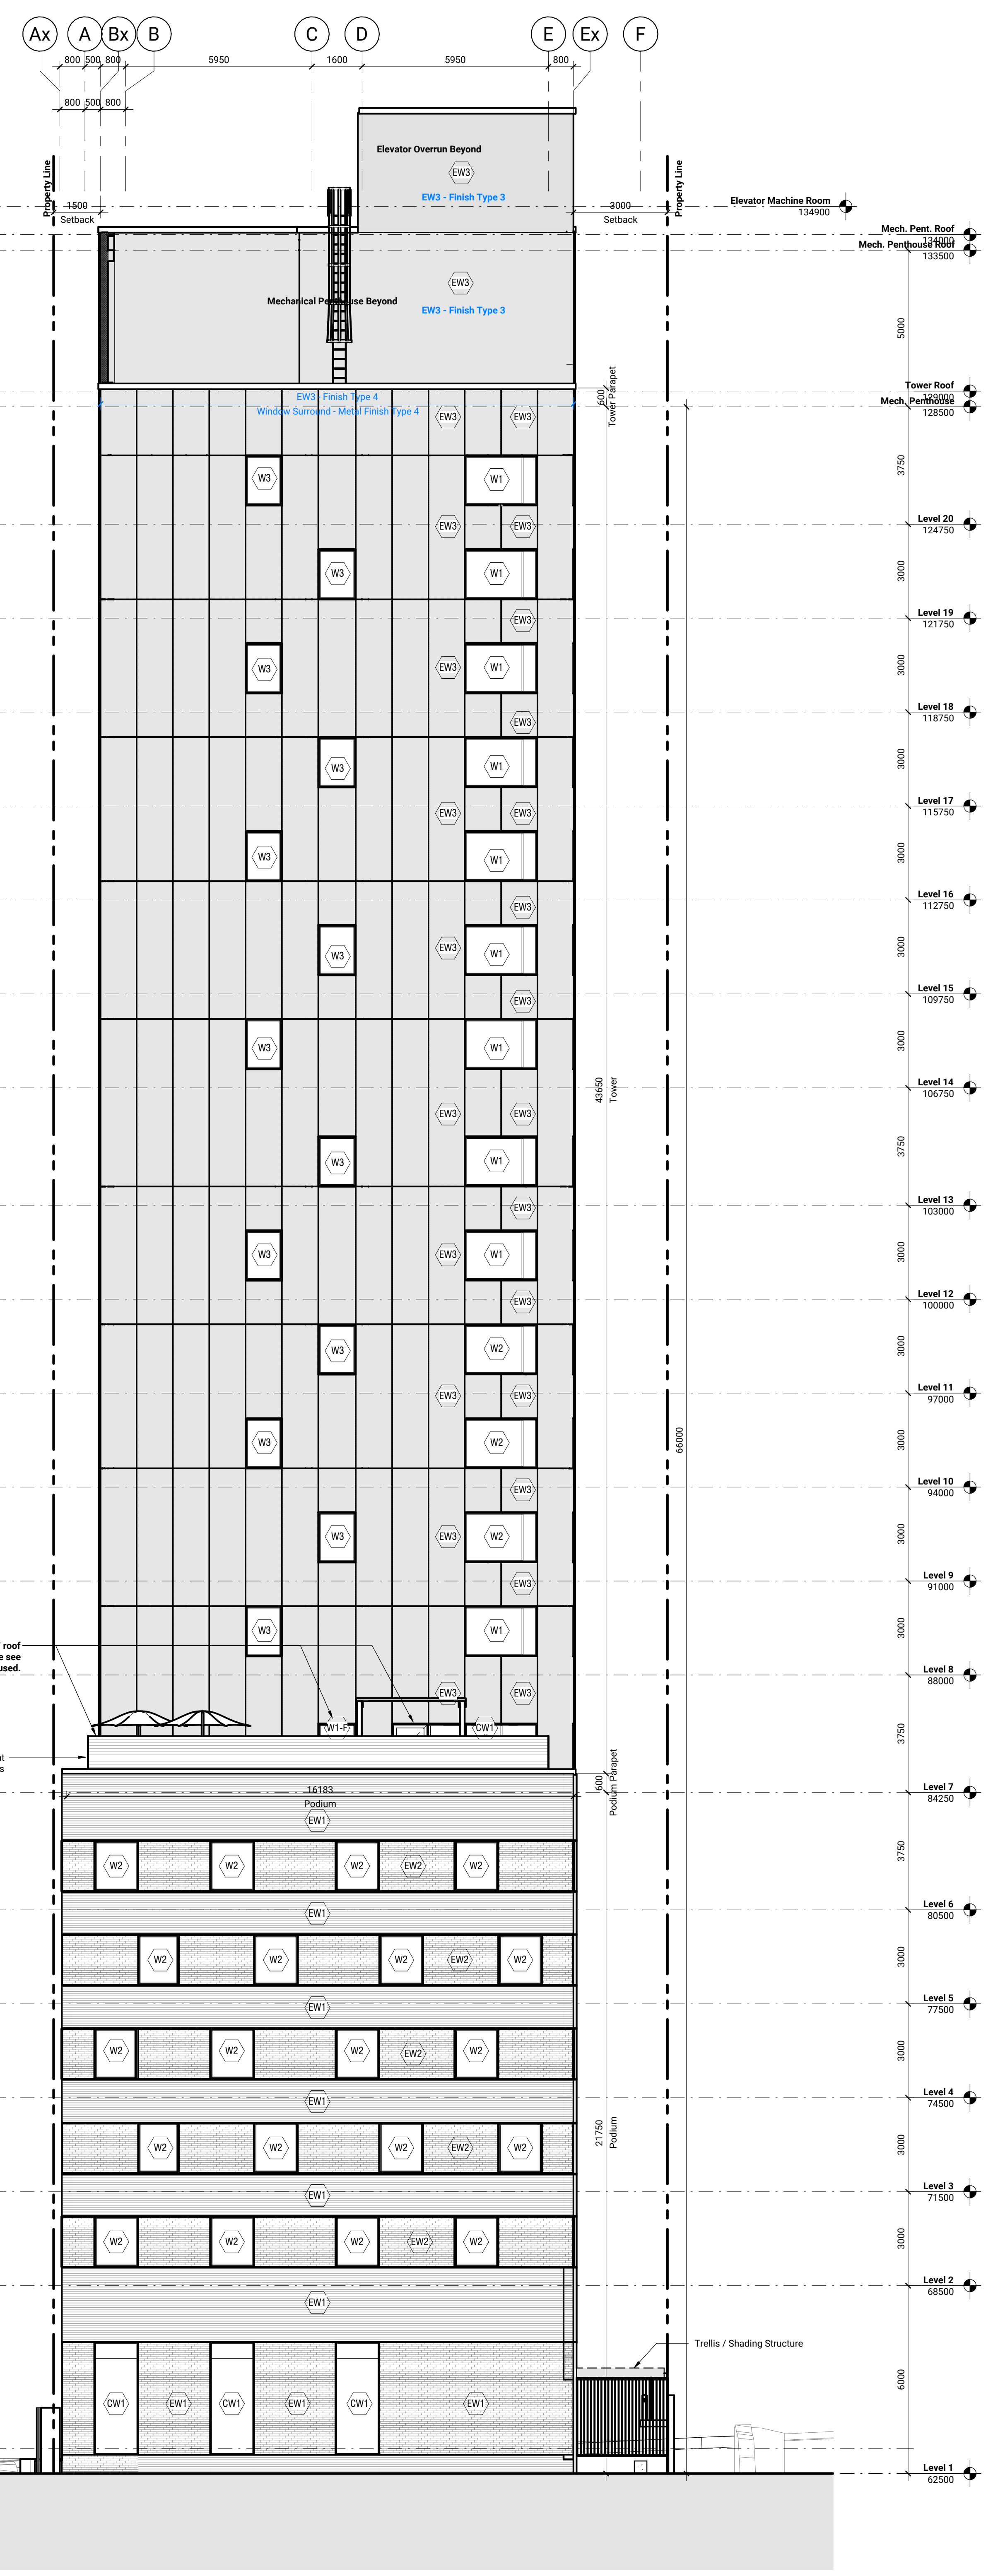 Ax A Bx B C D E Ex F
800 500 800 5950 1600 5950 800
800 500 800
Elevator Overrun Beyond
EW3
EW3 - Finish Type 3
Property Line
Property Line
1500
Setback
3000
Setback
Elevator Machine Room
134900
Mech. Pent. Roof
134000
Mech. Penthouse Roof
133500
EW3
Mechanical Penthouse Beyond
EW3 - Finish Type 3
5000
Tower Roof
129000
Mech. Penthouse
128500
600
Tower Parapet
EW3 - Finish Type 4
Window Surround - Metal Finish Type 4
EW3 EW3
3750
W3 W1
Level 20
124750
EW3 EW3
3000
W3 W1
Level 19
121750
EW3
3000
W3 EW3 W1
Level 18
118750
EW3
3000
W3 W1
Level 17
115750
EW3 EW3
3000
W3 W1
Level 16
112750
EW3
3000
W3 EW3 W1
Level 15
109750
EW3
3000
W3 W1
Level 14
106750
43650
Tower
EW3 EW3
3750
W3 W1
Level 13
103000
EW3
3000
W3 EW3 W1
Level 12
100000
EW3
3000
W3 W2
Level 11
97000
EW3 EW3
66000
3000
W3 W2
Level 10
94000
EW3
3000
W3 EW3 W2
Level 9
91000
EW3
3000
W3 W1
roof
e see
used.
Level 8
88000
EW3 EW3
W1-F CW1
3750
nt
s
600
Podium Parapet
Level 7
84250
16183
Podium
EW1
3750
W2 W2 W2 EW2 W2
Level 6
80500
EW1
3000
W2 W2 W2 EW2 W2
Level 5
77500
EW1
3000
W2 W2 W2 EW2 W2
Level 4
74500
EW1
21750
Podium
3000
W2 W2 W2 EW2 W2
Level 3
71500
EW1
3000
W2 W2 W2 EW2 W2
Level 2
68500
EW1
Trellis / Shading Structure
6000
CW1 EW1 CW1 EW1 CW1 EW1
Level 1
62500